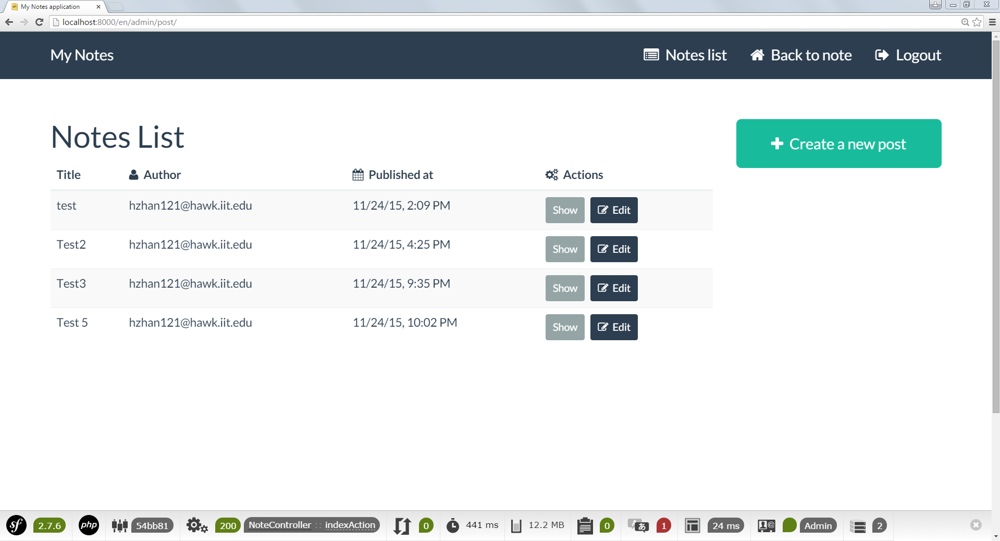 My Notes application
localhost:8000/en/admin/post/
My Notes Notes list Back to note Logout
Notes List
Create a new post
Title Author Published at Actions
test hzhan121@hawk.iit.edu 11/24/15, 2:09 PM Show Edit
Test2 hzhan121@hawk.iit.edu 11/24/15, 4:25 PM Show Edit
Test3 hzhan121@hawk.iit.edu 11/24/15, 9:35 PM Show Edit
Test 5 hzhan121@hawk.iit.edu 11/24/15, 10:02 PM Show Edit
sf 2.7.6 php 54bb81 200 NoteController :: indexAction 0 441 ms 12.2 MB 0 あ 1 24 ms Admin 2